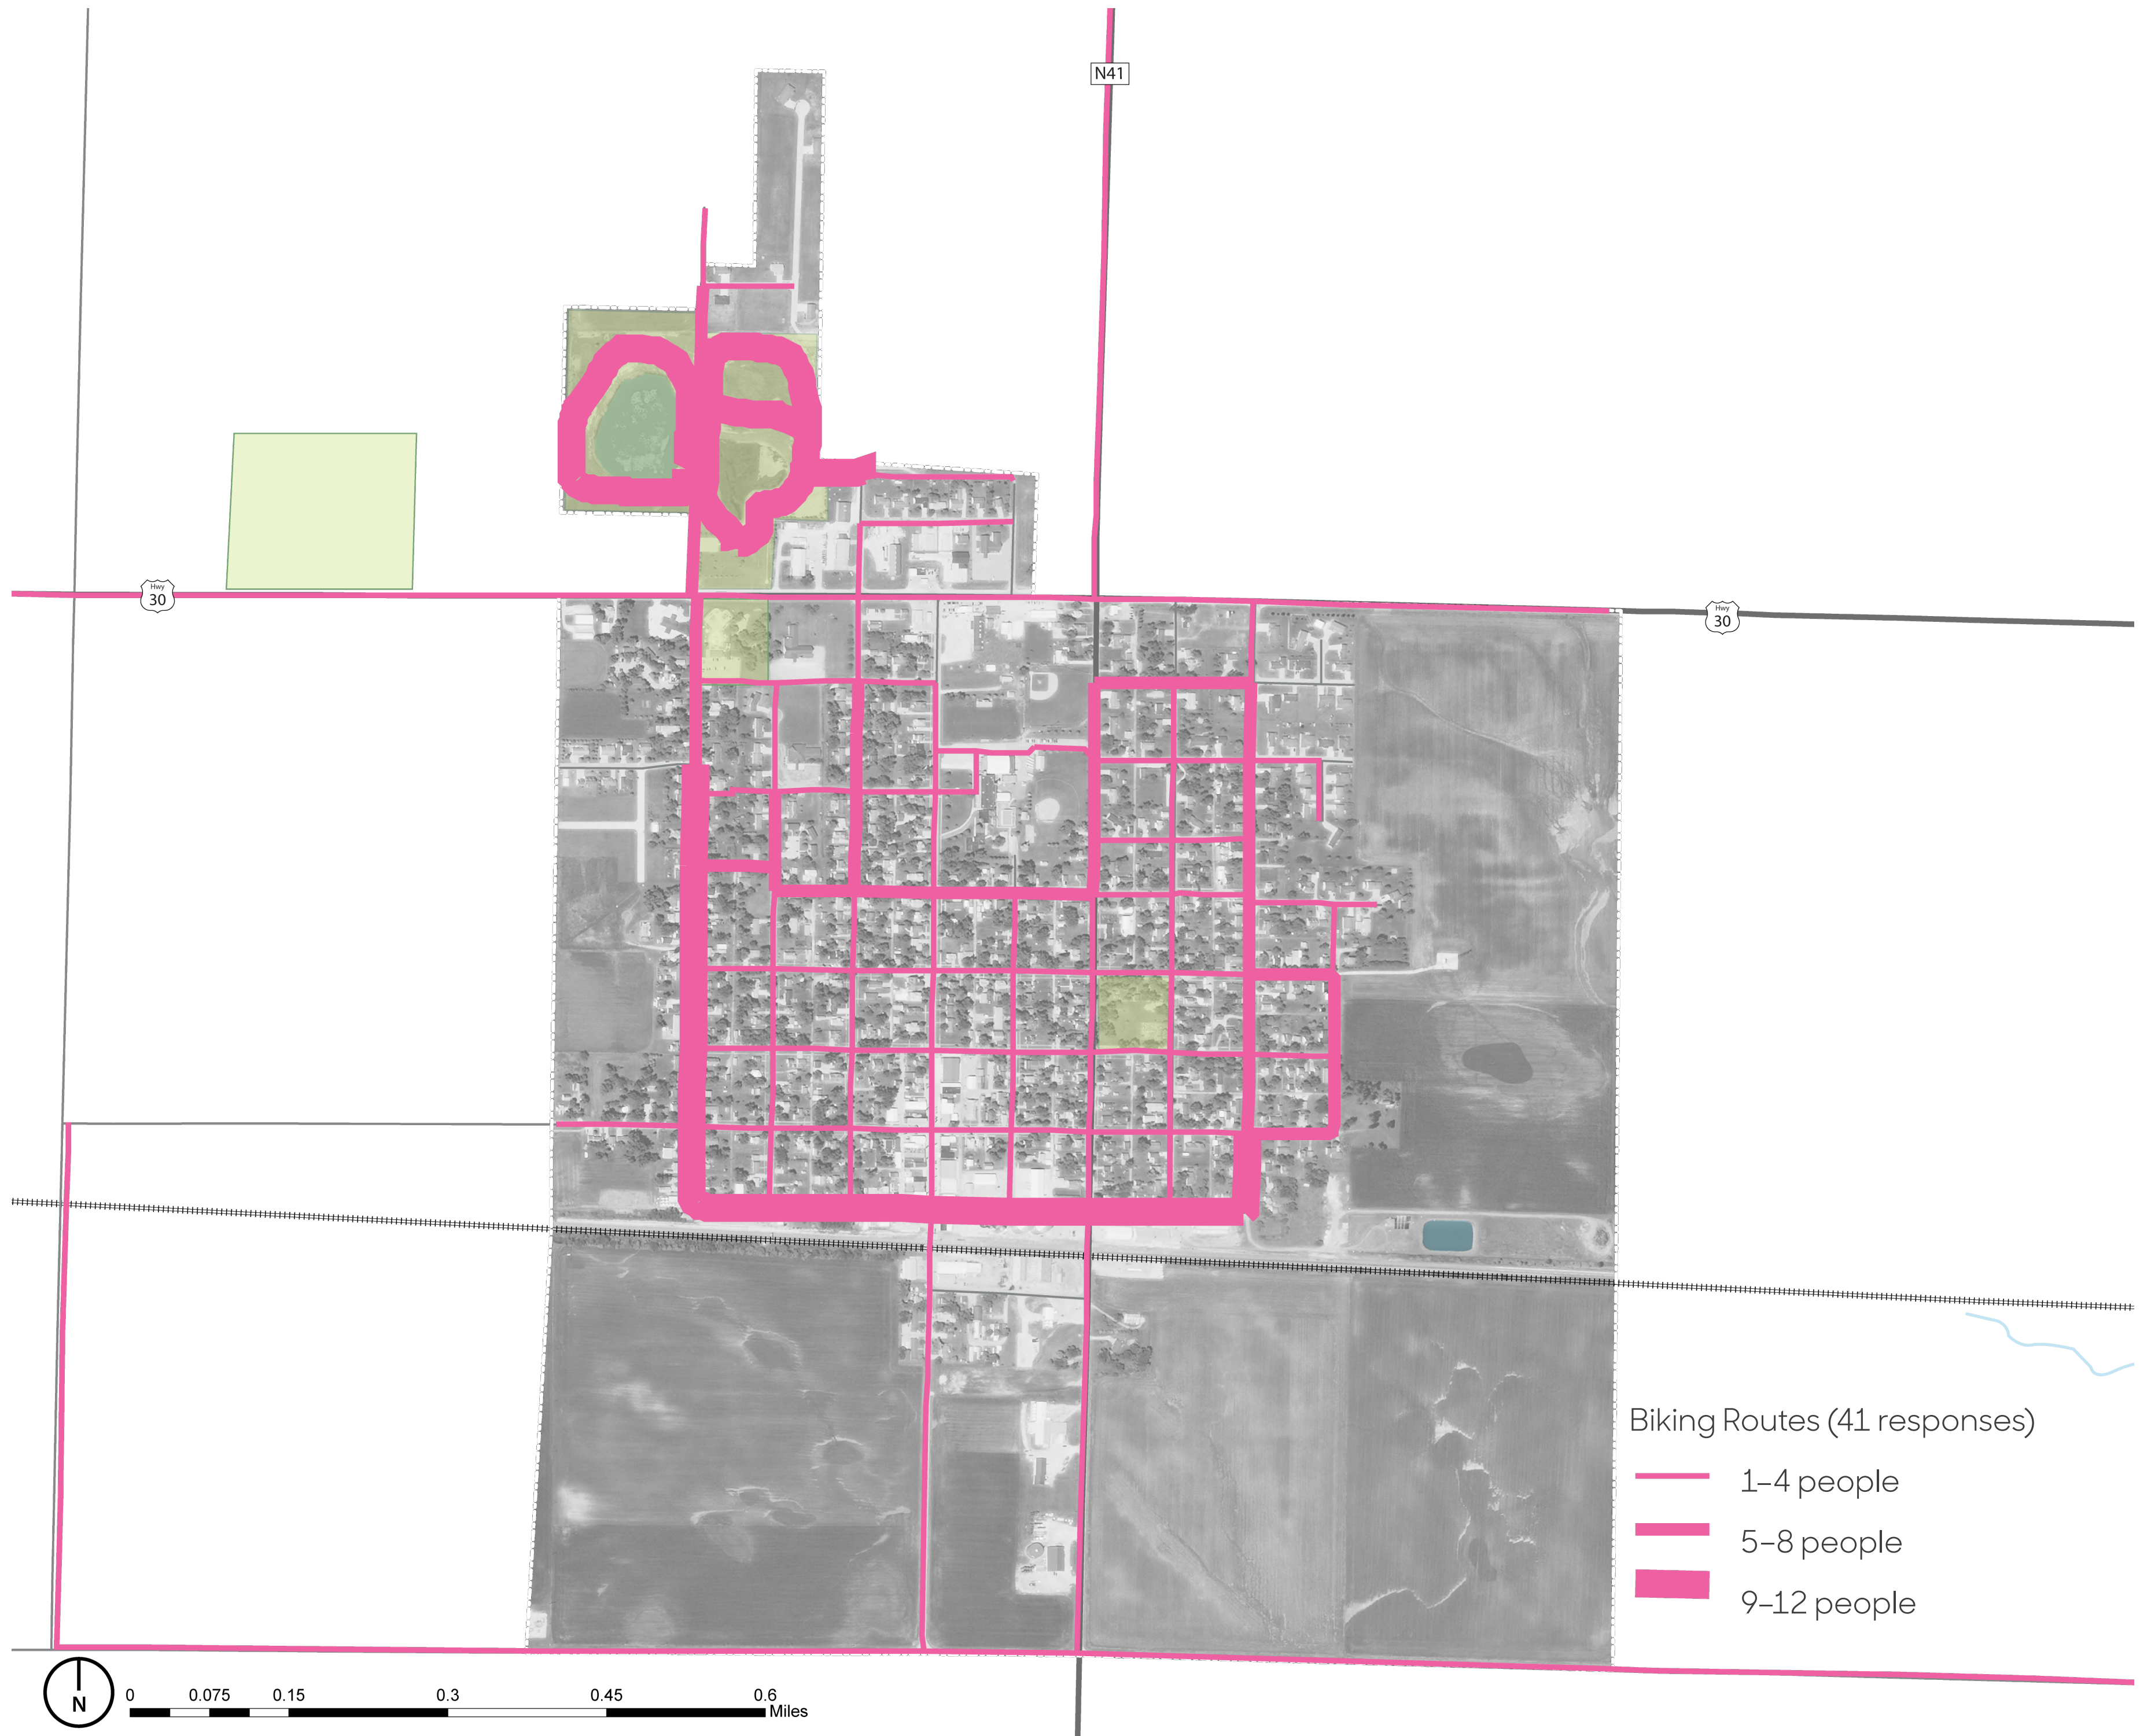 N41
Hwy
30
Hwy
30
Biking Routes (41 responses)
1–4 people
5–8 people
9–12 people
N
0 0.075 0.15 0.3 0.45 0.6
Miles